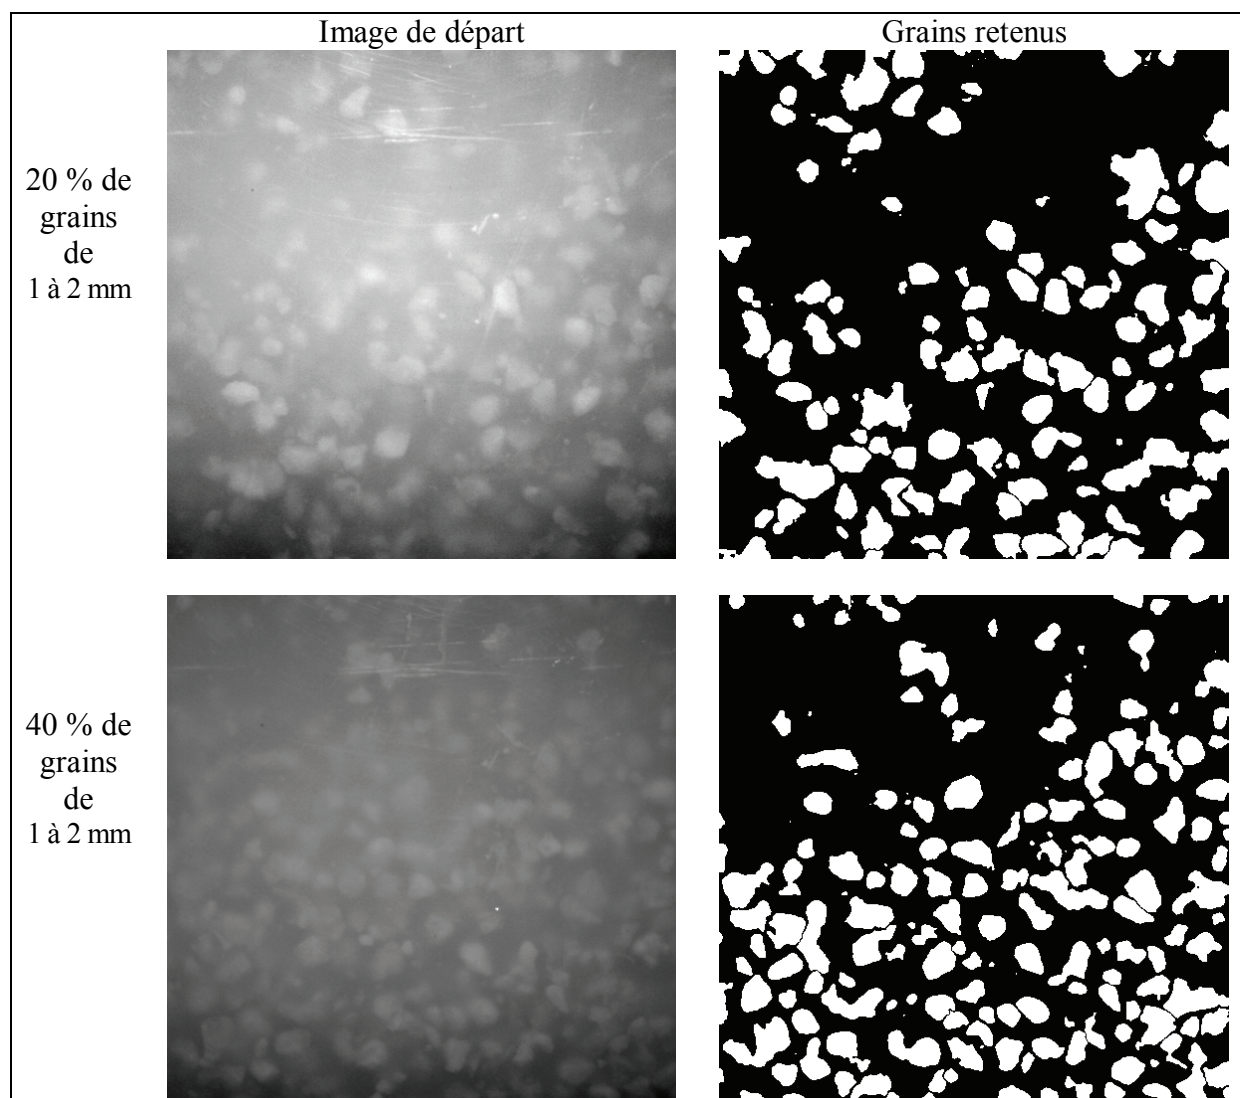 Image de départ
Grains retenus
20 % de
grains
de
1 à 2 mm
40 % de
grains
de
1 à 2 mm